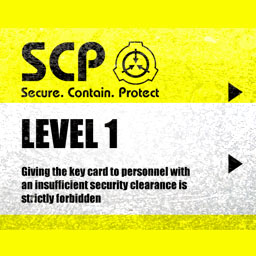 SCP
Secure. Contain. Protect
LEVEL 1
Giving the key card to personnel with
an insufficient security clearance is
strictly forbidden